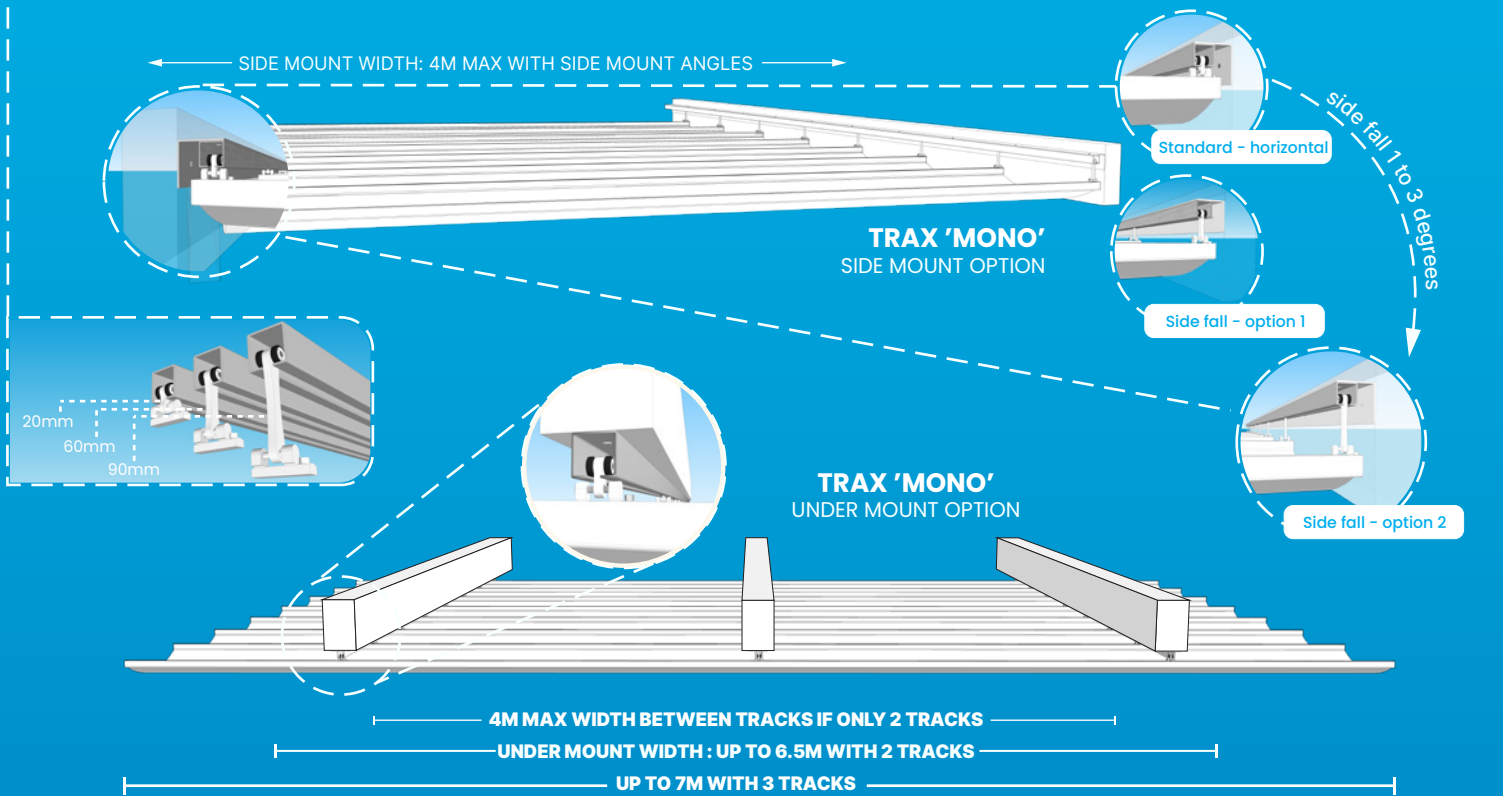 SIDE MOUNT WIDTH: 4M MAX WITH SIDE MOUNT ANGLES
Standard - horizontal
side fall 1 to 3 degrees
TRAX ’MONO’
SIDE MOUNT OPTION
Side fall - option 1
20mm
60mm
90mm
TRAX ’MONO’
UNDER MOUNT OPTION
Side fall - option 2
4M MAX WIDTH BETWEEN TRACKS IF ONLY 2 TRACKS
UNDER MOUNT WIDTH : UP TO 6.5M WITH 2 TRACKS
UP TO 7M WITH 3 TRACKS